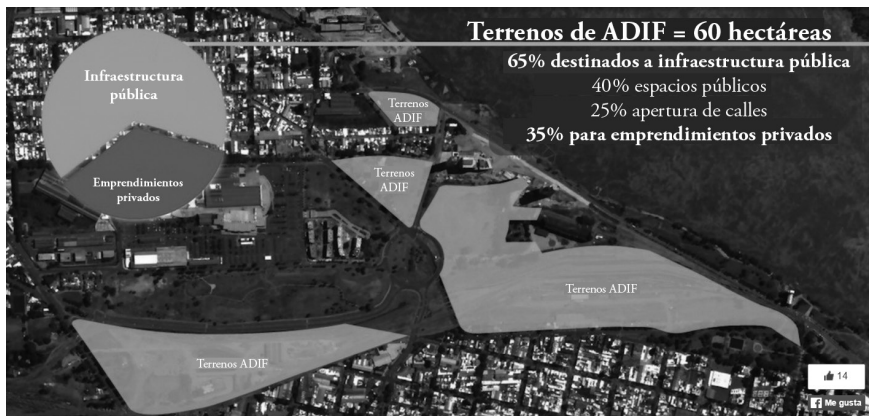 Terrenos de ADIF = 60 hectáreas
65% destinados a infraestructura pública
40% espacios públicos
25% apertura de calles
35% para emprendimientos privados
Infraestructura
pública
Emprendimientos
privados
Terrenos
ADIF
Terrenos
ADIF
Terrenos ADIF
Terrenos ADIF
14
Me gusta